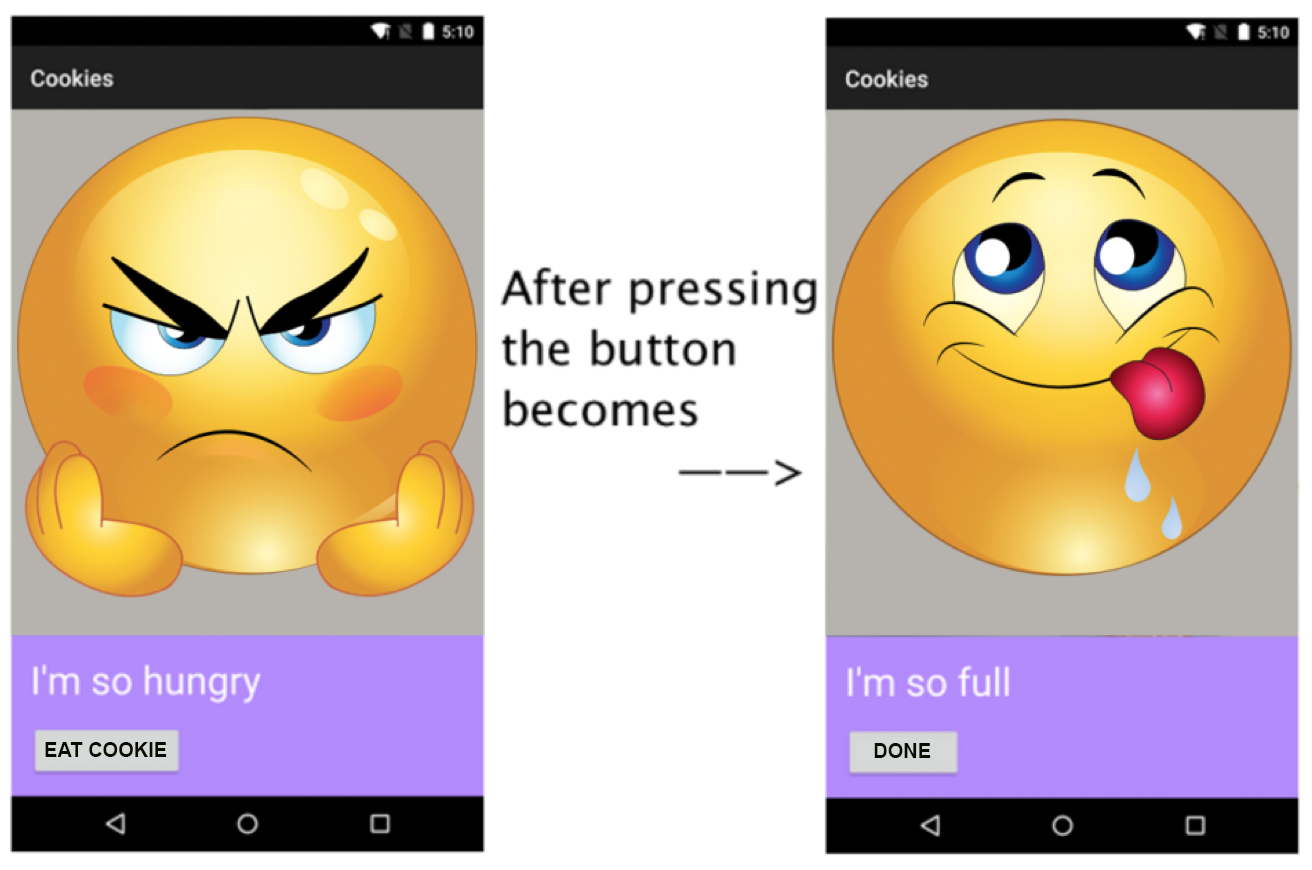 5:10
Cookies
I'm so hungry
EAT COOKIE
After pressing
the button
becomes
——>
5:10
Cookies
I'm so full
DONE